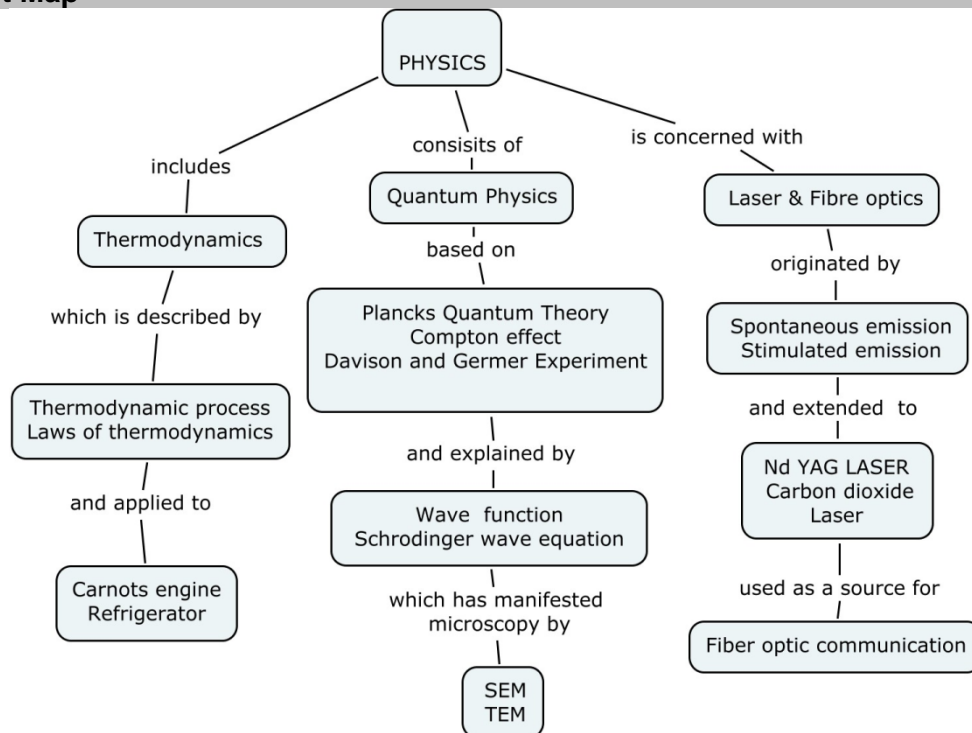 PHYSICS
includes
consisits of
is concerned with
Thermodynamics
Quantum Physics
Laser & Fibre optics
which is described by
based on
originated by
Thermodynamic process
Laws of thermodynamics
Plancks Quantum Theory
Compton effect
Davison and Germer Experiment
Spontaneous emission
Stimulated emission
and applied to
and explained by
and extended to
Carnots engine
Refrigerator
Wave function
Schrodinger wave equation
Nd YAG LASER
Carbon dioxide
Laser
which has manifested
microscopy by
used as a source for
SEM
TEM
Fiber optic communication